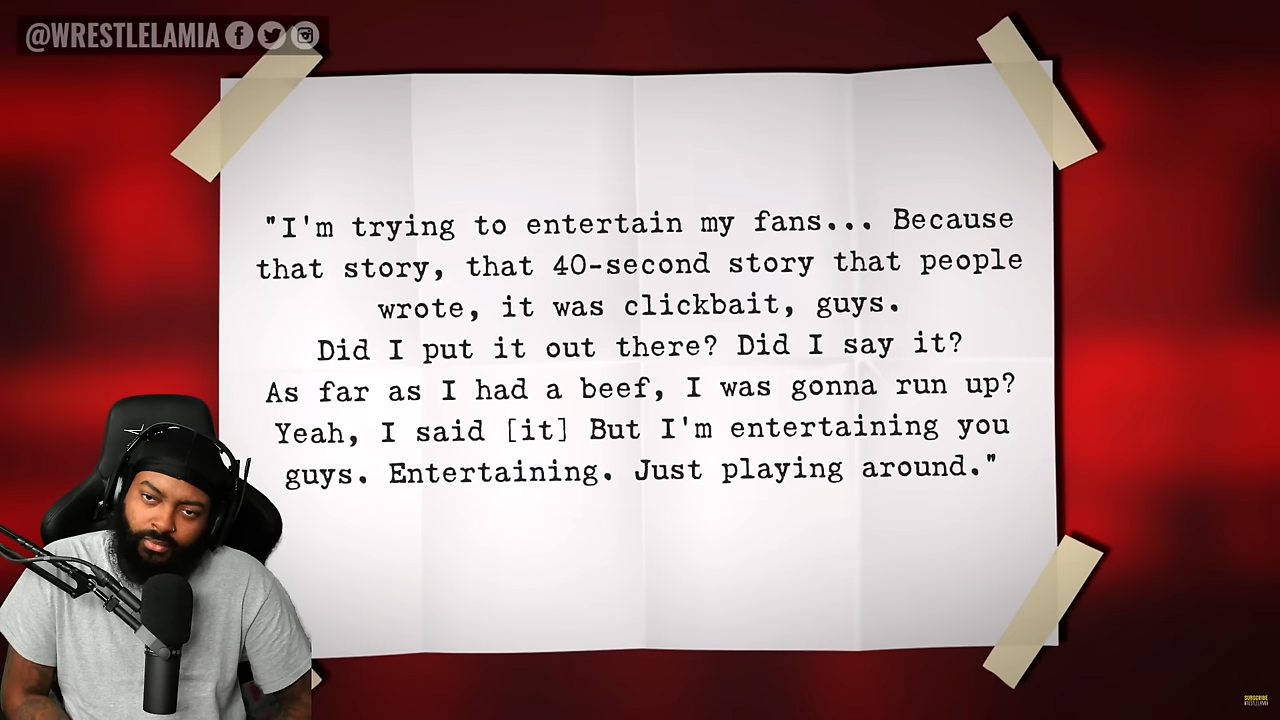 @WRESTLELAMIA
"I'm trying to entertain my fans... Because
that story, that 40-second story that people
wrote, it was clickbait, guys.
Did I put it out there? Did I say it?
As far as I had a beef, I was gonna run up?
Yeah, I said [it] But I'm entertaining you
guys. Entertaining. Just playing around."
SUBSCRIBE
WRESTLELAMIA